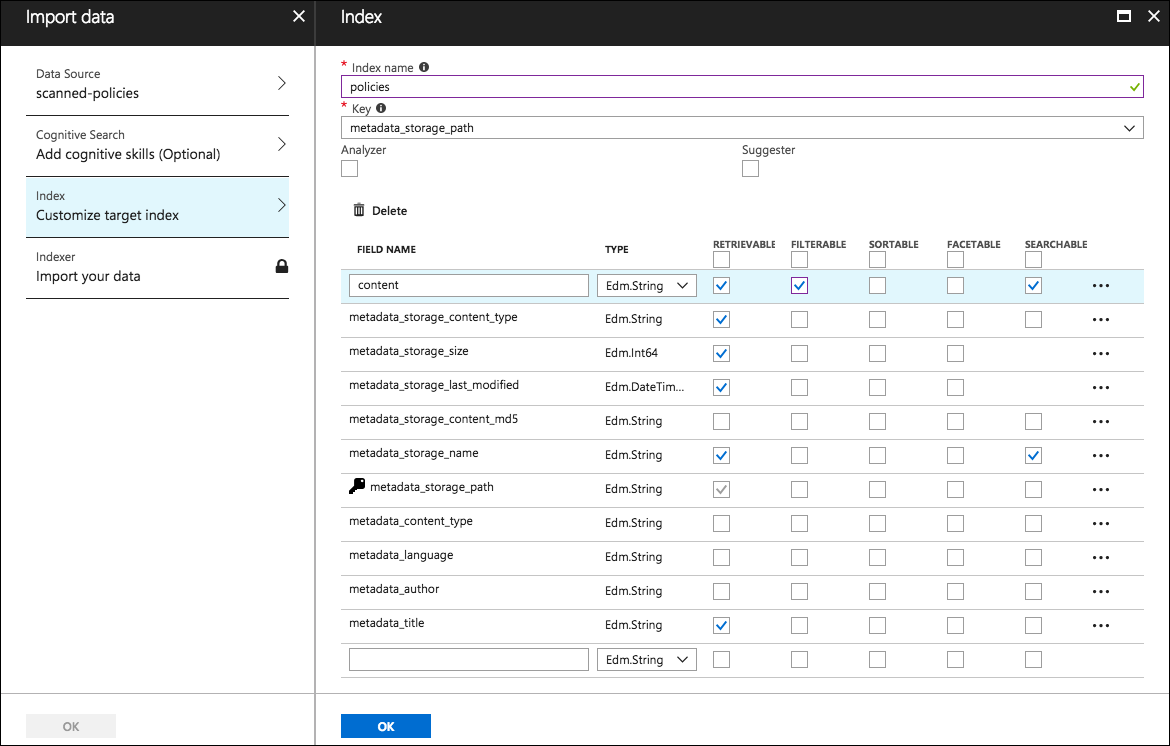 Import data
Data Source
scanned-policies
Cognitive Search
Add cognitive skills (Optional)
Index
Customize target index
Indexer
Import your data
OK
Index
* Index name
policies
* Key
metadata_storage_path
Analyzer Suggester
Delete
FIELD NAME TYPE RETRIEVABLE FILTERABLE SORTABLE FACETABLE SEARCHABLE
content Edm.String
metadata_storage_content_type Edm.String
metadata_storage_size Edm.Int64
metadata_storage_last_modified Edm.DateTim...
metadata_storage_content_md5 Edm.String
metadata_storage_name Edm.String
metadata_storage_path Edm.String
metadata_content_type Edm.String
metadata_language Edm.String
metadata_author Edm.String
metadata_title Edm.String
Edm.String
OK